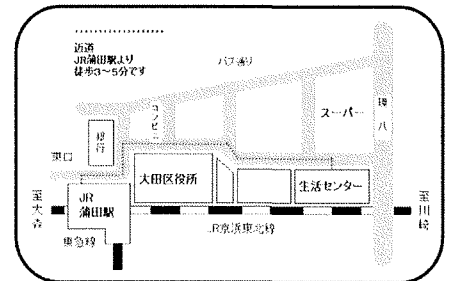 近道
JR蒲田駅より
徒歩3〜5分です
バス通り
コンビニ
スーパー
環八
銀行
東口
大田区役所
生活センター
JR
蒲田駅
至大森
至川崎
東急線
JR京浜東北線